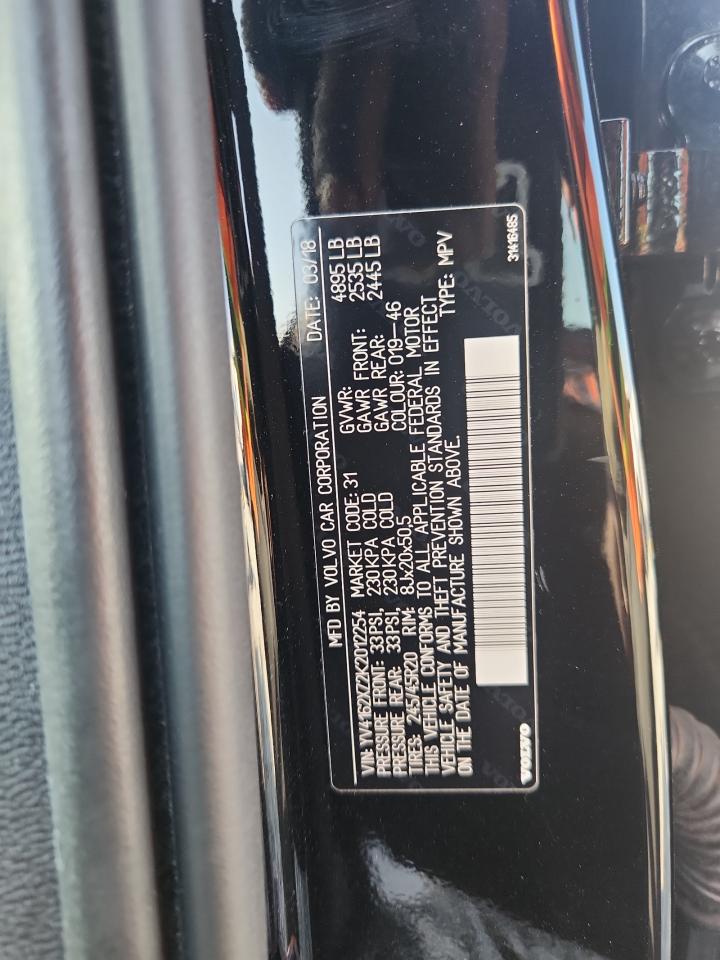 MFD BY VOLVO CAR CORPORATION DATE: 03/18
VIN: YV4162XZ2K2012254 MARKET CODE: 31 GVWR: 4895 LB
PRESSURE FRONT: 33PSI, 230KPA COLD GAWR FRONT: 2535 LB
PRESSURE REAR: 33PSI, 230KPA COLD GAWR REAR: 2445 LB
TIRES: 245/45R20 RIM: 8Jx20x50,5 COLOUR: 019-46
THIS VEHICLE CONFORMS TO ALL APPLICABLE FEDERAL MOTOR
VEHICLE SAFETY AND THEFT PREVENTION STANDARDS IN EFFECT
ON THE DATE OF MANUFACTURE SHOWN ABOVE. TYPE: MPV
VOLVO 31416485